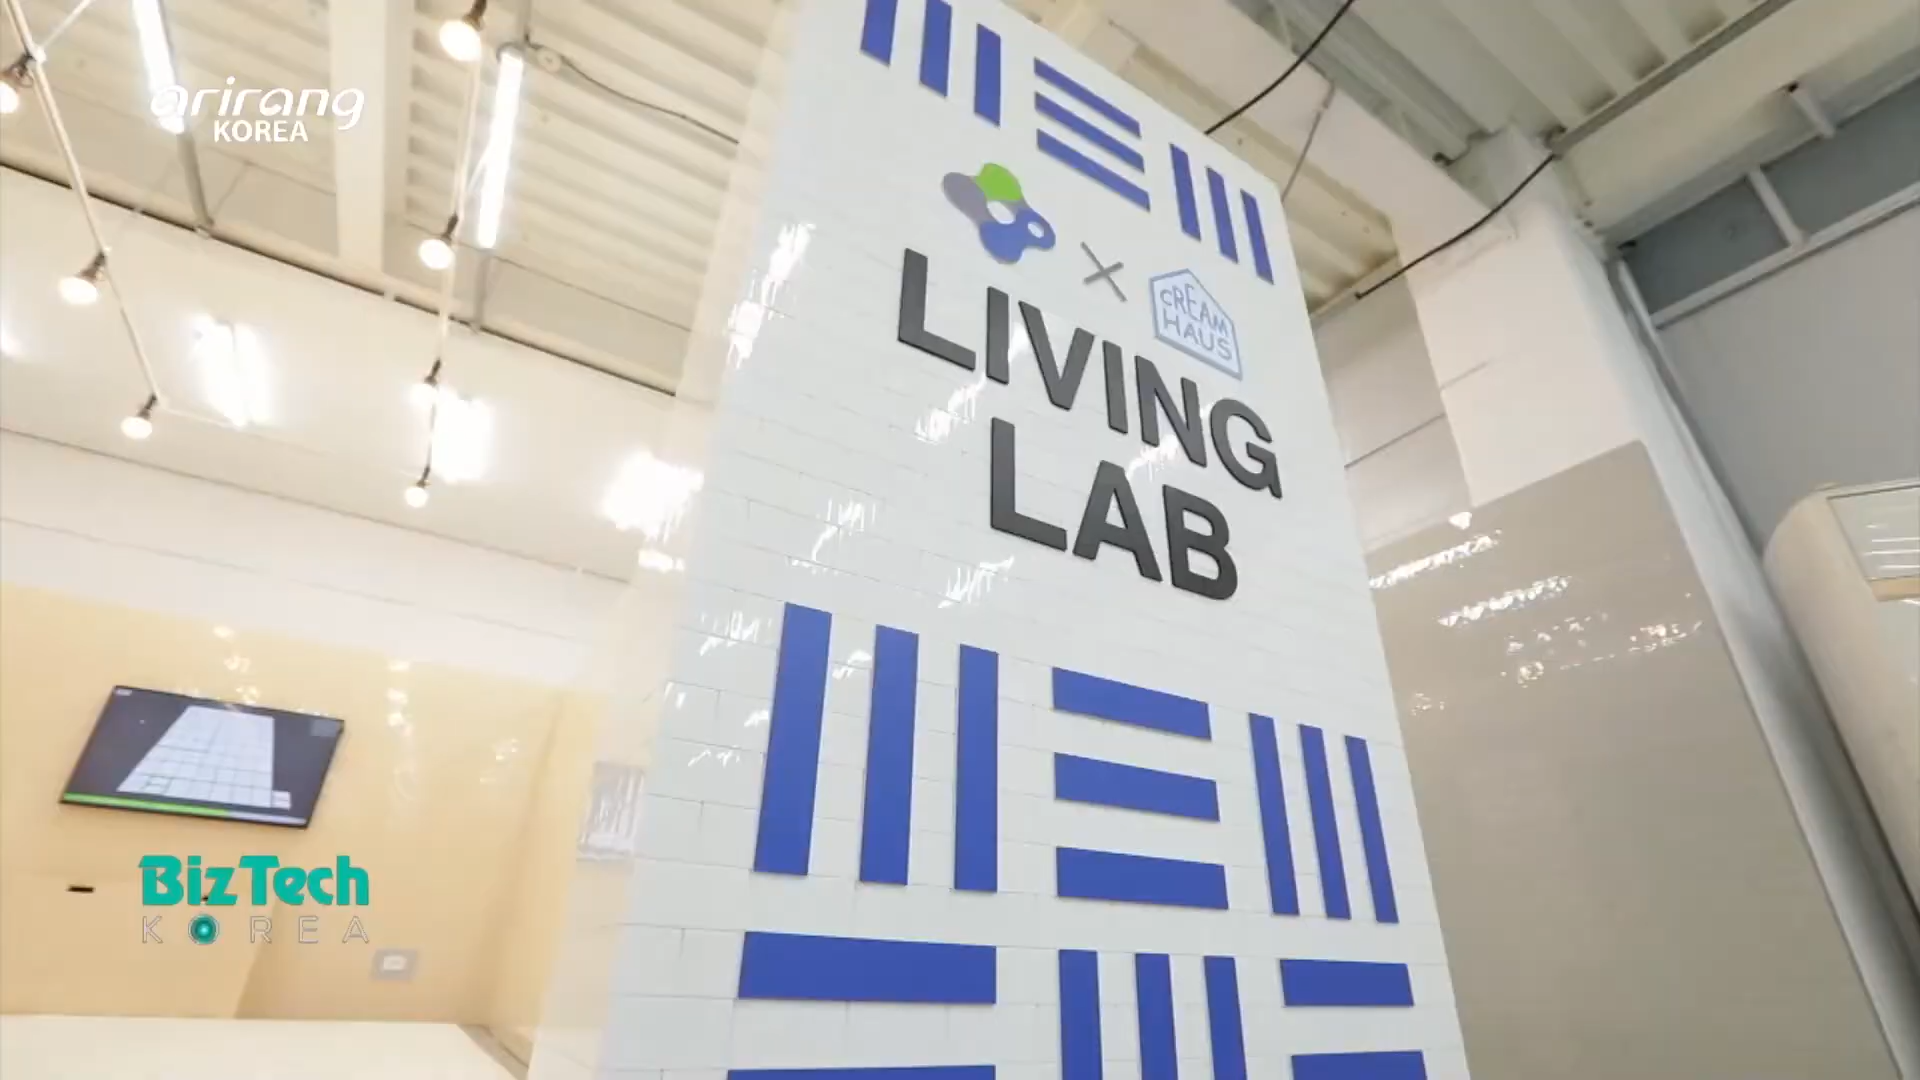 arirang
KOREA
CREAM
HAUS
LIVING
LAB
BizTech
KOREA